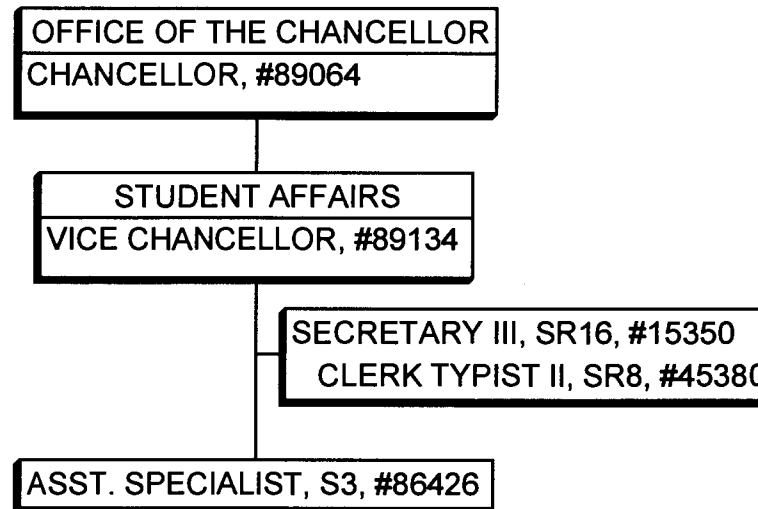 OFFICE OF THE CHANCELLOR
CHANCELLOR, #89064
STUDENT AFFAIRS
VICE CHANCELLOR, #89134
SECRETARY III, SR16, #15350
CLERK TYPIST II, SR8, #45380
ASST. SPECIALIST, S3, #86426